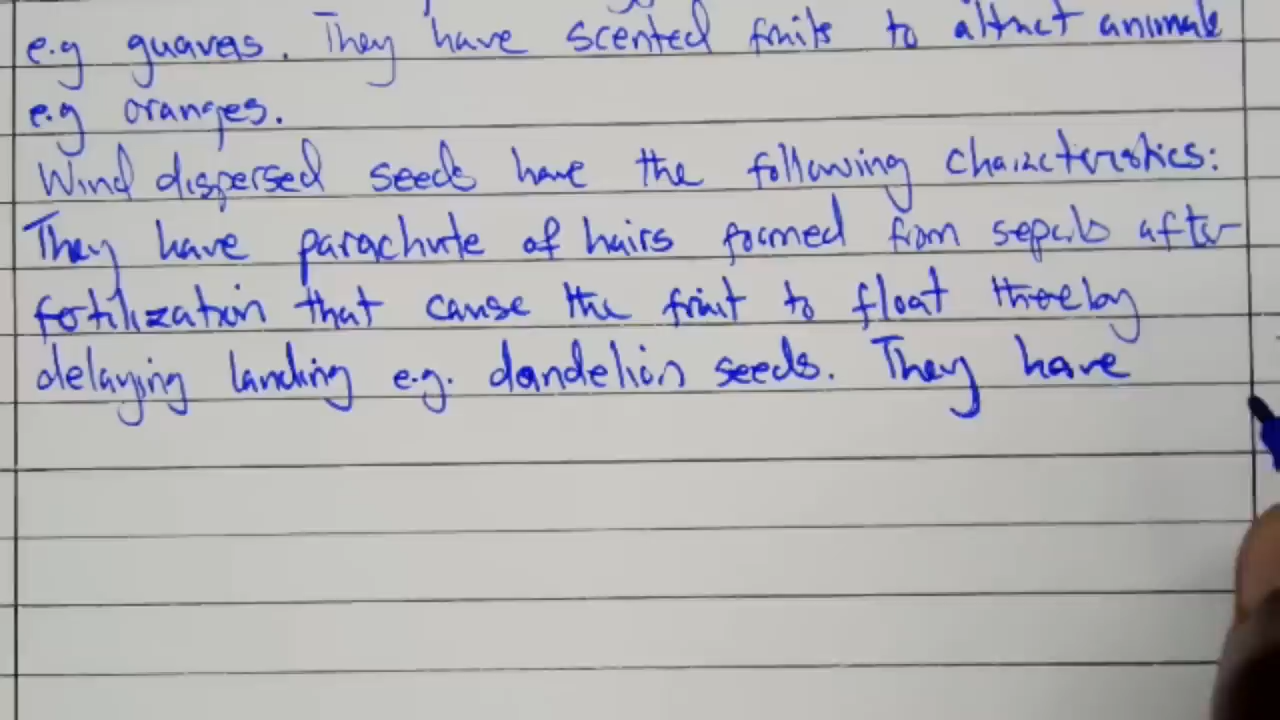 e.g guavas. They have scented fruits to attract animals
e.g oranges.
Wind dispersed seeds have the following characteristics:
They have parachute of hairs formed from sepals after
fertilization that cause the fruit to float thereby
delaying landing e.g. dandelion seeds. They have